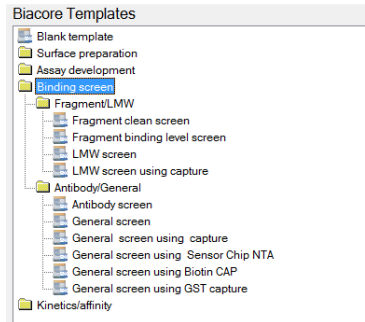 Biacore Templates
Blank template
Surface preparation
Assay development
Binding screen
Fragment/LMW
Fragment clean screen
Fragment binding level screen
LMW screen
LMW screen using capture
Antibody/General
Antibody screen
General screen
General screen using capture
General screen using Sensor Chip NTA
General screen using Biotin CAP
General screen using GST capture
Kinetics/affinity